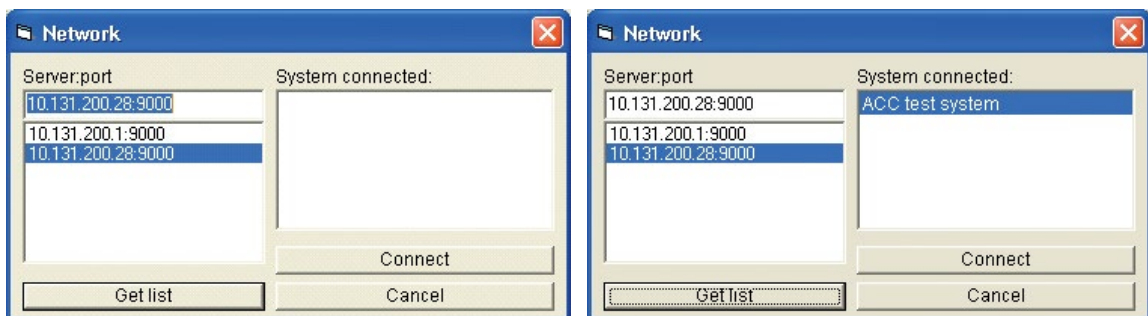 Network
Server:port
System connected:
10.131.200.28:9000
10.131.200.1:9000
10.131.200.28:9000
Connect
Get list
Cancel
Network
Server:port
System connected:
10.131.200.28:9000
ACC test system
10.131.200.1:9000
10.131.200.28:9000
Connect
Get list
Cancel